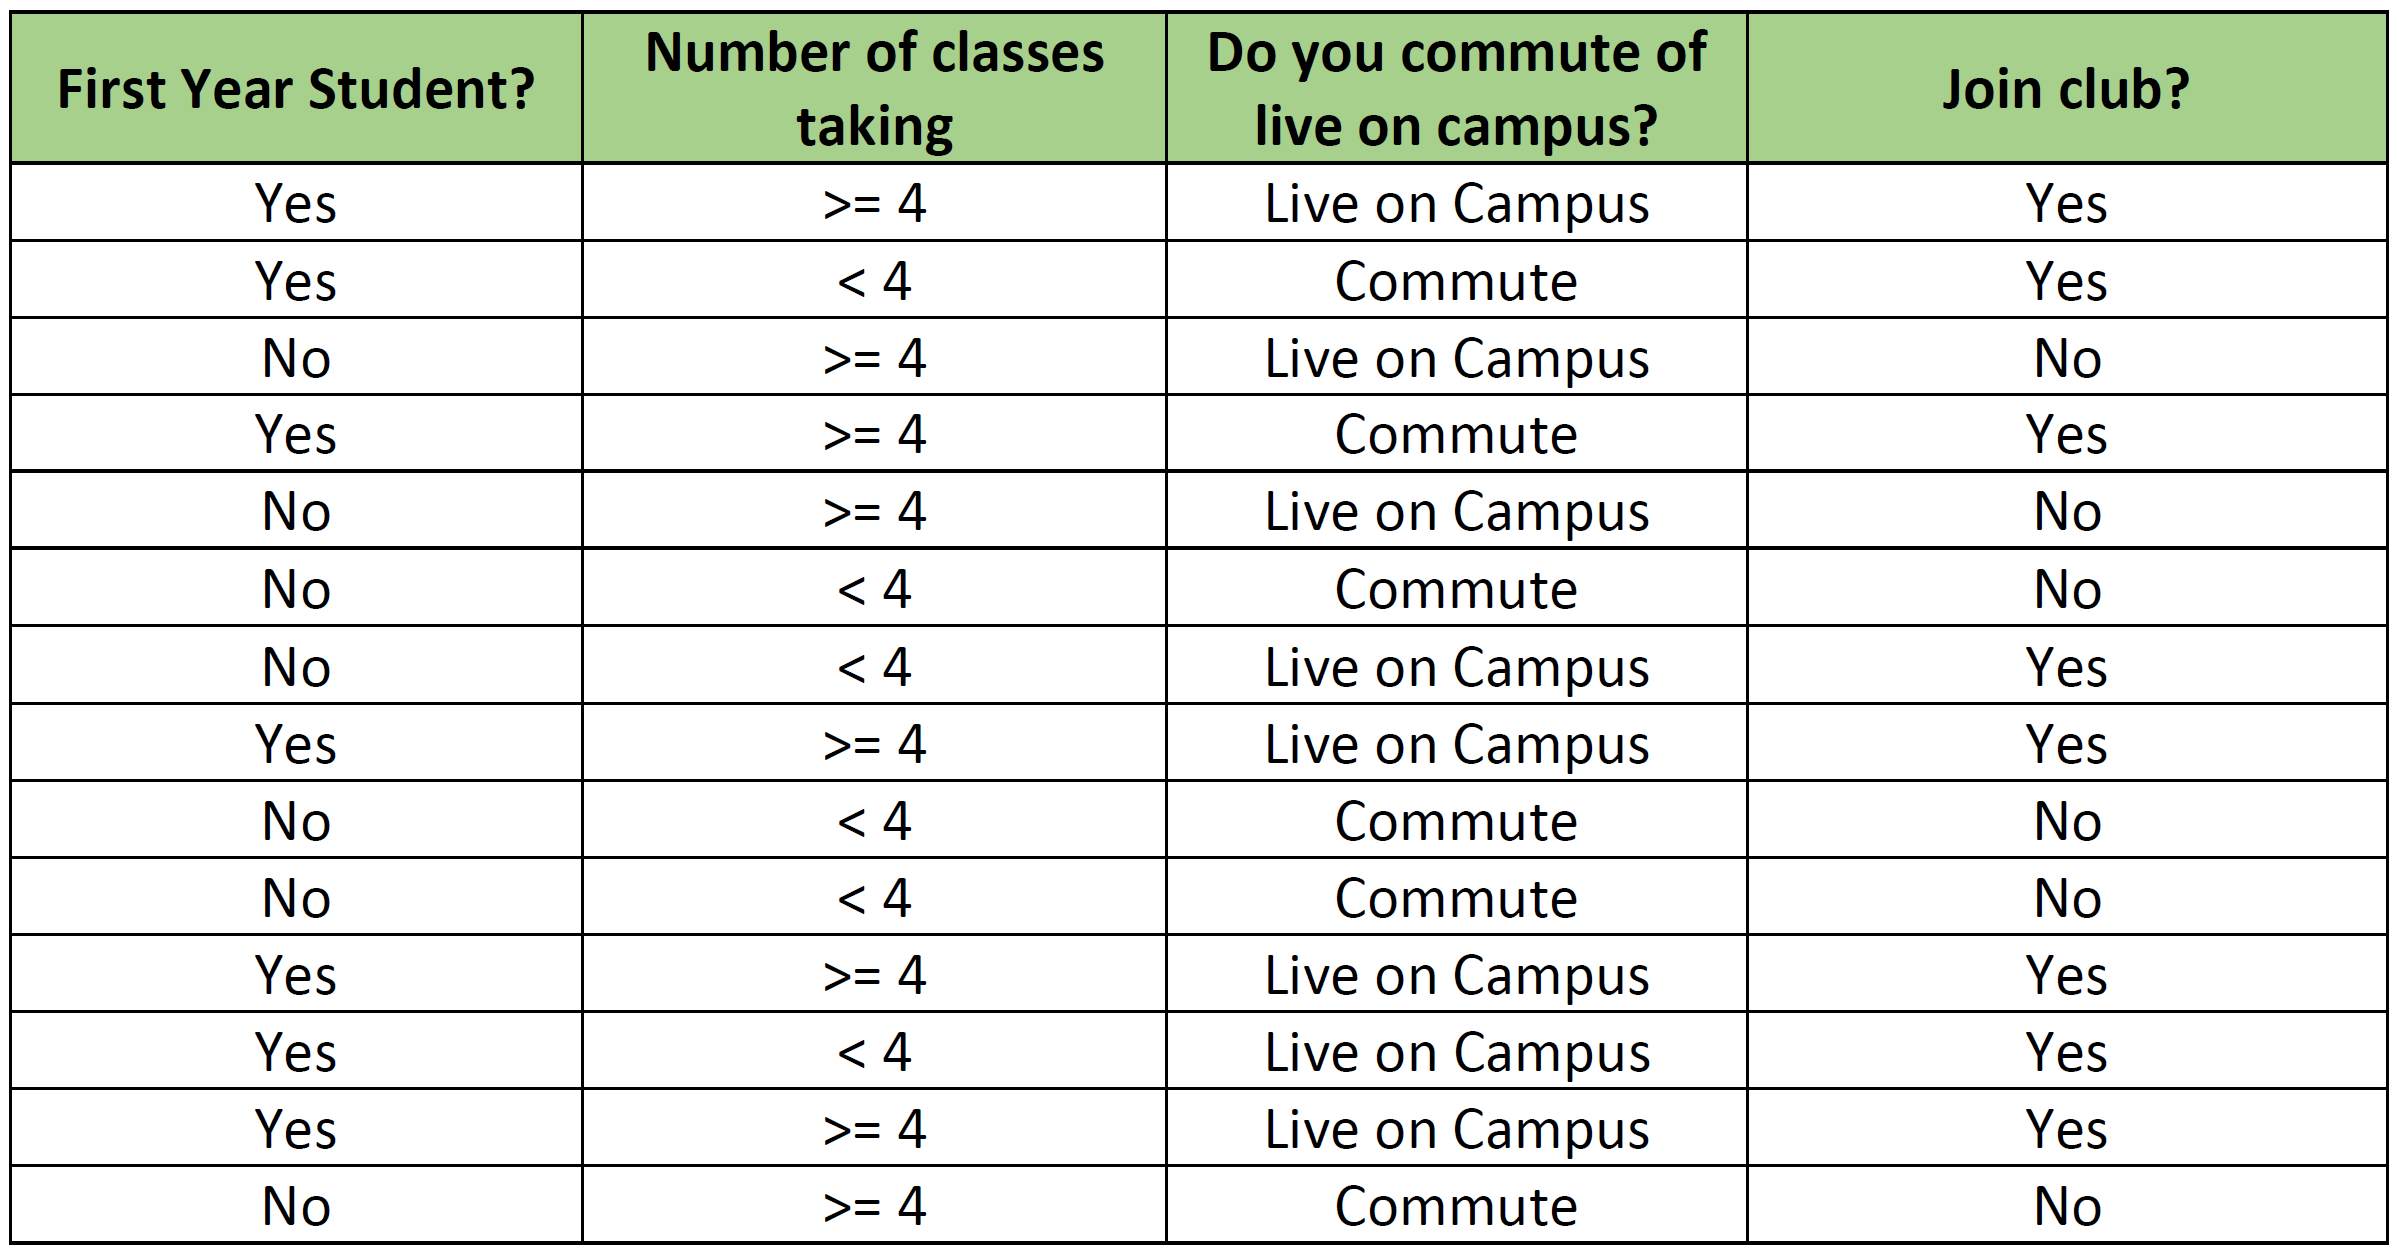 First Year Student? Number of classes taking Do you commute of live on campus? Join club?
Yes >= 4 Live on Campus Yes
Yes < 4 Commute Yes
No >= 4 Live on Campus No
Yes >= 4 Commute Yes
No >= 4 Live on Campus No
No < 4 Commute No
No < 4 Live on Campus Yes
Yes >= 4 Live on Campus Yes
No < 4 Commute No
No < 4 Commute No
Yes >= 4 Live on Campus Yes
Yes < 4 Live on Campus Yes
Yes >= 4 Live on Campus Yes
No >= 4 Commute No